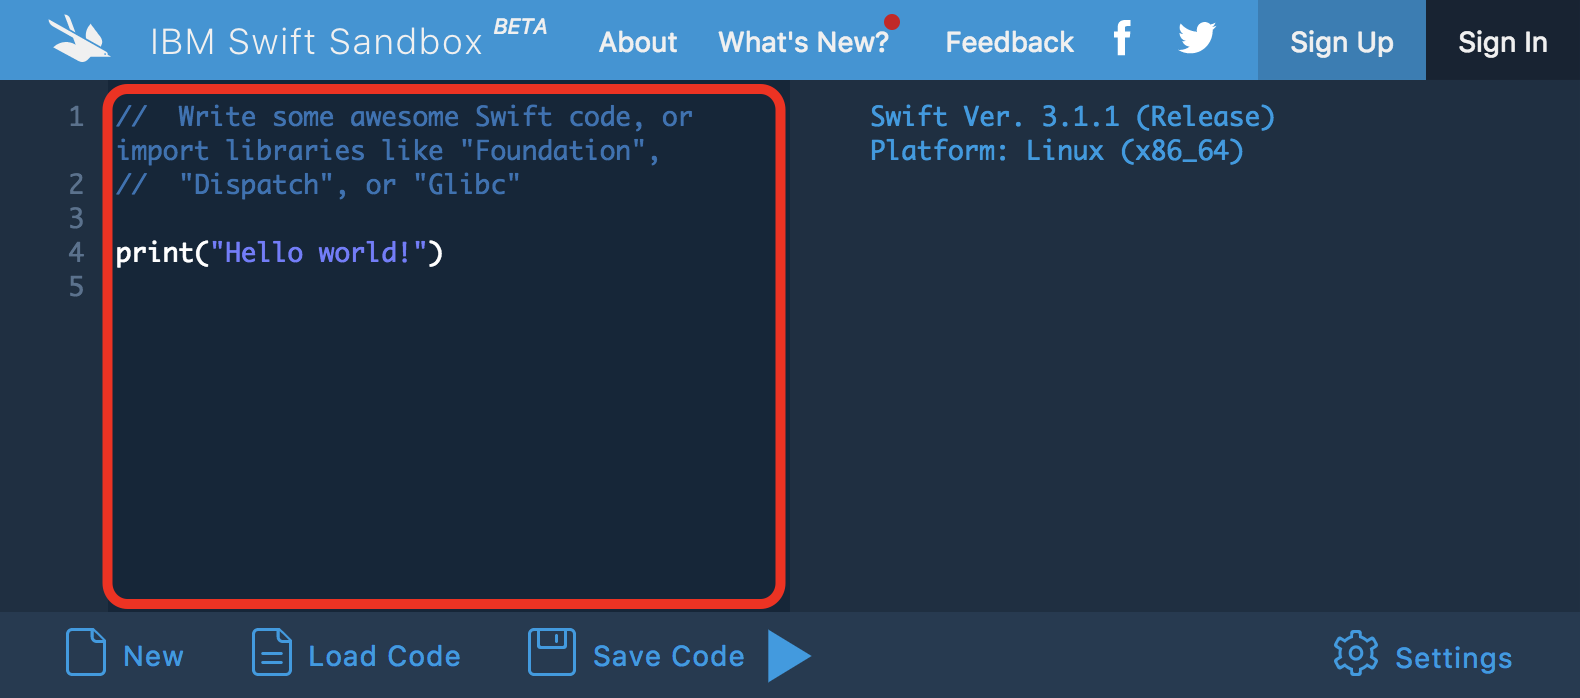 IBM Swift Sandbox BETA About What's New? Feedback f Sign Up Sign In
1 //  Write some awesome Swift code, or
import libraries like "Foundation",
2 //  "Dispatch", or "Glibc"
3
4 print("Hello world!")
5
Swift Ver. 3.1.1 (Release)
Platform: Linux (x86_64)
New Load Code Save Code Settings